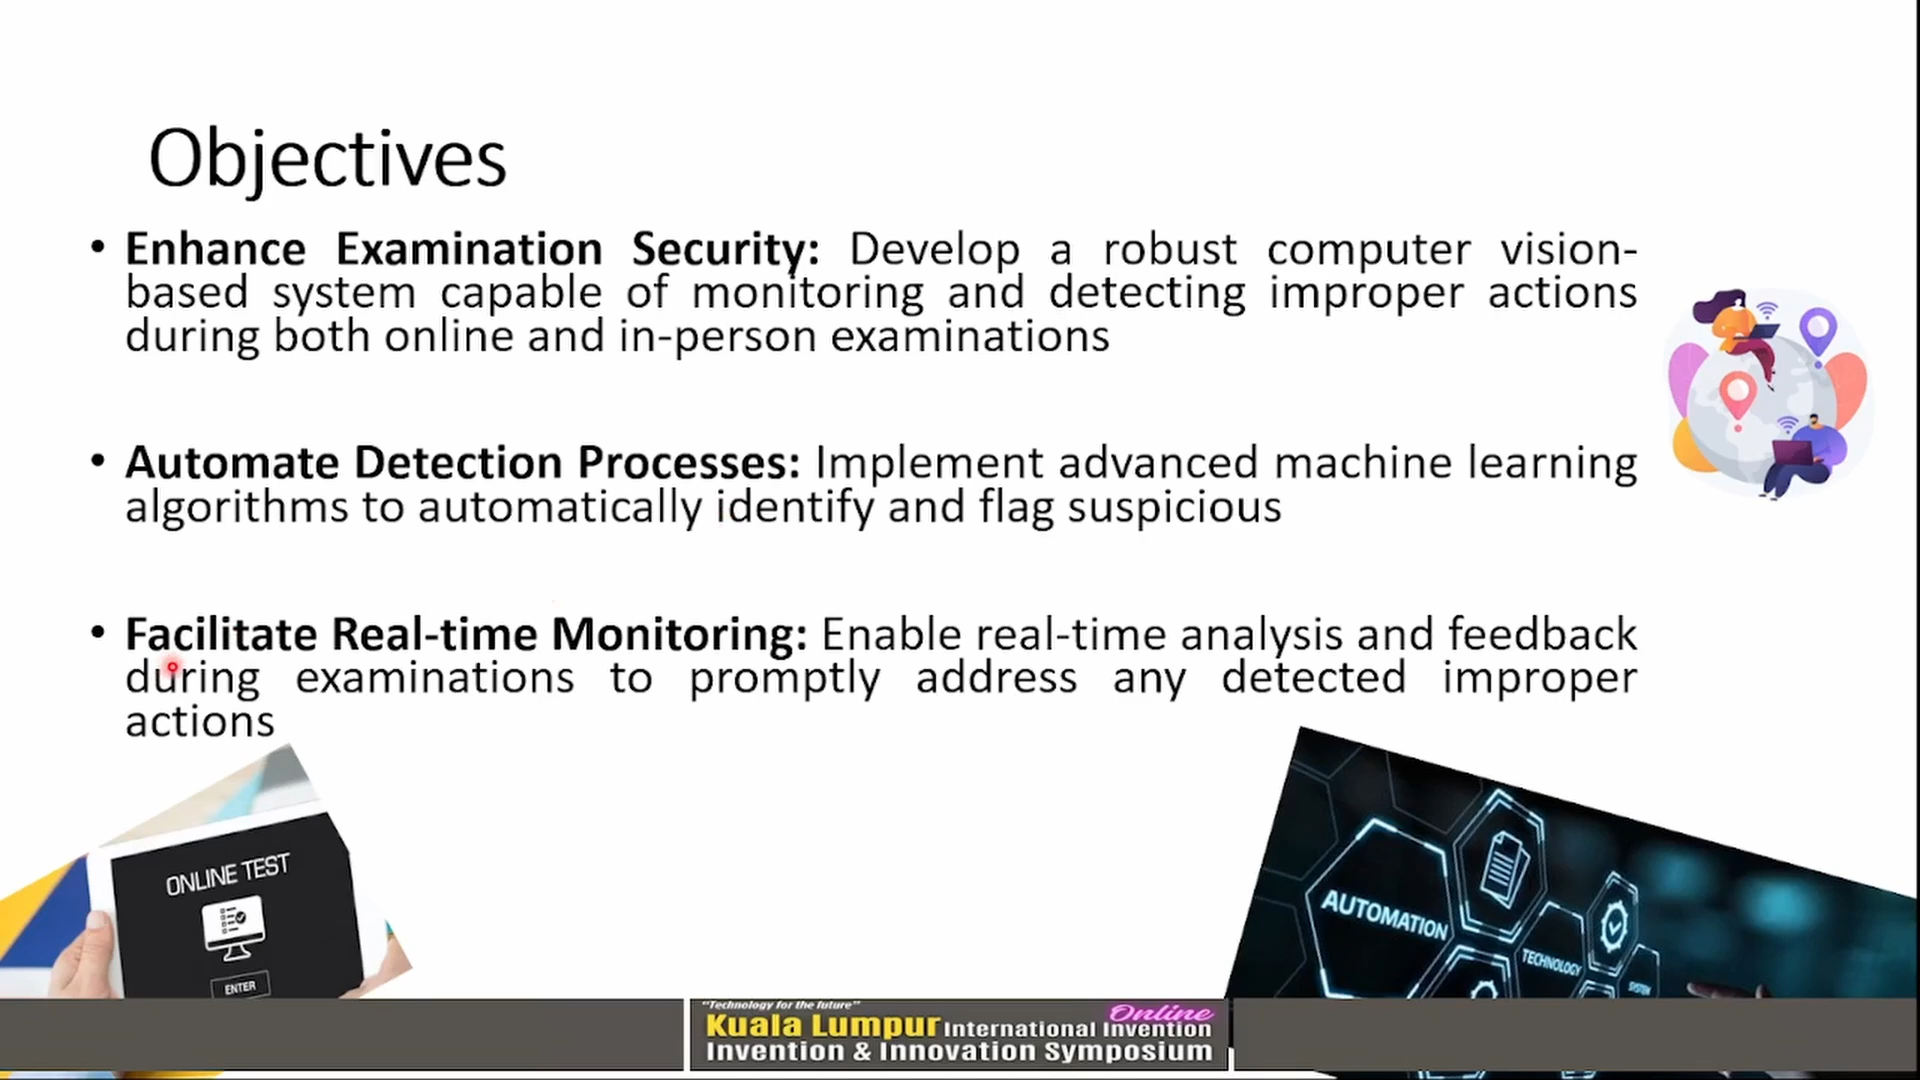 Objectives
• Enhance Examination Security: Develop a robust computer vision-
based system capable of monitoring and detecting improper actions
during both online and in-person examinations
• Automate Detection Processes: Implement advanced machine learning
algorithms to automatically identify and flag suspicious
• Facilitate Real-time Monitoring: Enable real-time analysis and feedback
during examinations to promptly address any detected improper
actions
ONLINE TEST
ENTER
AUTOMATION
TECHNOLOGY
SYSTEM
"Technology for the future"
Online
Kuala Lumpur International Invention
Invention & Innovation Symposium